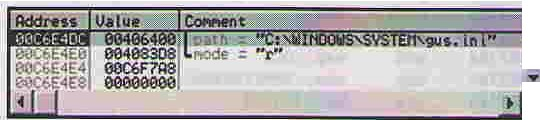 Address Value Comment
00C6E4DC 00406400 path = "C:\WINDOWS\SYSTEM\gus.ini"
00C6E4E0 004083D8 mode = "r"
00C6E4E4 00C6F7A8
00C6E4E8 00000000